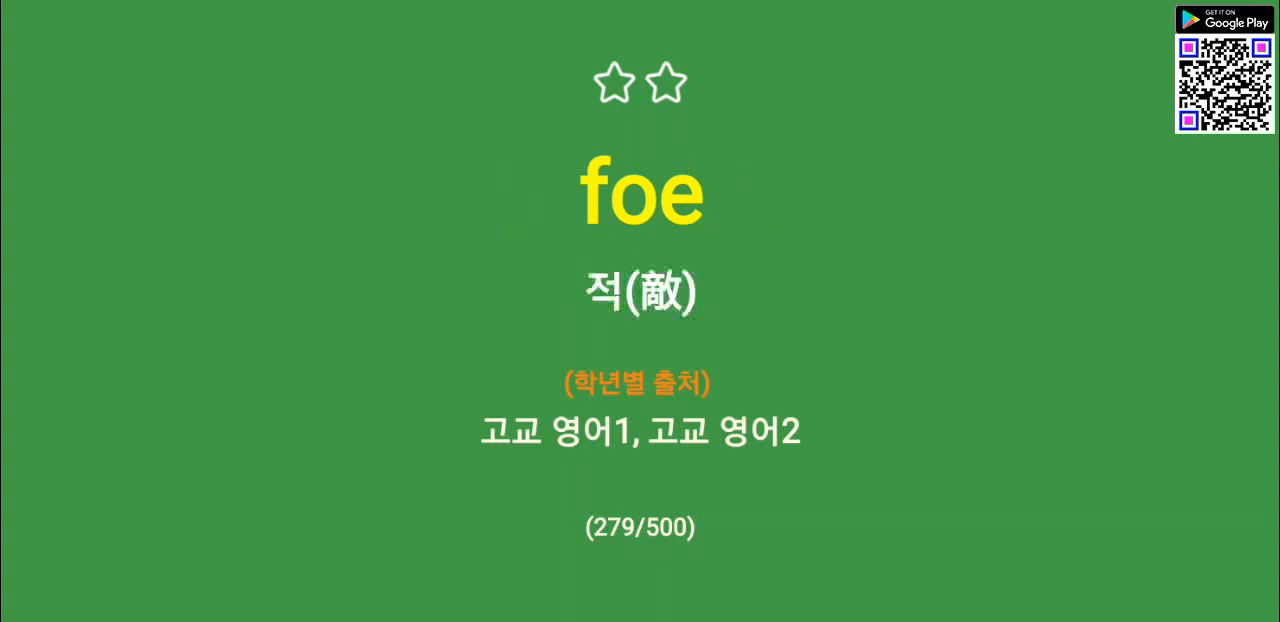 GET IT ON
Google Play
foe
적(敵)
(학년별 출처)
고교 영어1, 고교 영어2
(279/500)